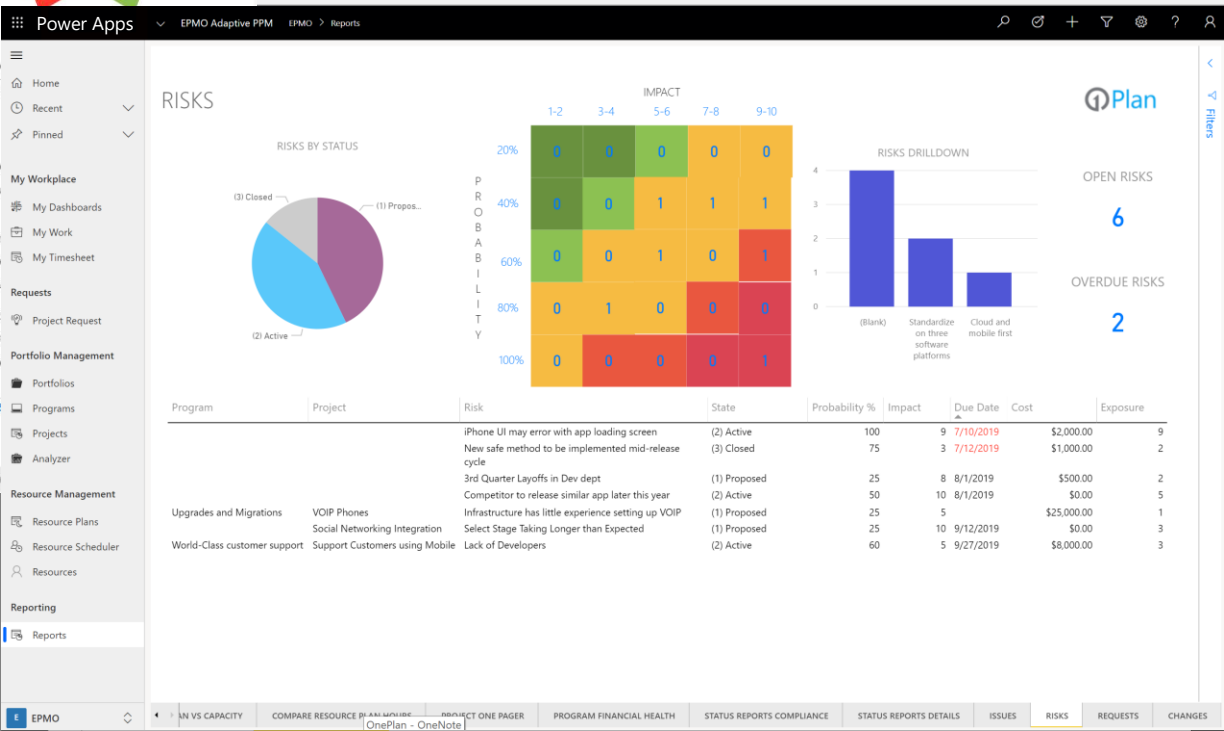 Power Apps EPMO Adaptive PPM EPMO > Reports
Home
Recent
Pinned
My Workplace
My Dashboards
My Work
My Timesheet
Requests
Project Request
Portfolio Management
Portfolios
Programs
Projects
Analyzer
Resource Management
Resource Plans
Resource Scheduler
Resources
Reporting
Reports
E EPMO
RISKS
1Plan
Filters
RISKS BY STATUS
(3) Closed
(1) Propos...
(2) Active
IMPACT
1-2 3-4 5-6 7-8 9-10
PROBABILITY
20% 0 0 0 0 0
40% 0 0 1 1 1
60% 0 0 1 0 1
80% 0 1 0 0 0
100% 0 0 0 0 1
RISKS DRILLDOWN
4
3
2
1
0
(Blank)
Standardize on three software platforms
Cloud and mobile first
OPEN RISKS
6
OVERDUE RISKS
2
Program Project Risk State Probability % Impact Due Date Cost Exposure
iPhone UI may error with app loading screen (2) Active 100 9 7/10/2019 $2,000.00 9
New safe method to be implemented mid-release (3) Closed 75 3 7/12/2019 $1,000.00 2
cycle
3rd Quarter Layoffs in Dev dept (1) Proposed 25 8 8/1/2019 $500.00 2
Competitor to release similar app later this year (2) Active 50 10 8/1/2019 $0.00 5
Upgrades and Migrations VOIP Phones Infrastructure has little experience setting up VOIP (1) Proposed 25 5 $25,000.00 1
Social Networking Integration Select Stage Taking Longer than Expected (1) Proposed 25 10 9/12/2019 $0.00 3
World-Class customer support Support Customers using Mobile Lack of Developers (2) Active 60 5 9/27/2019 $8,000.00 3
AN VS CAPACITY COMPARE RESOURCE PLAN HOURS PROJECT ONE PAGER PROGRAM FINANCIAL HEALTH STATUS REPORTS COMPLIANCE STATUS REPORTS DETAILS ISSUES RISKS REQUESTS CHANGES
OnePlan - OneNote